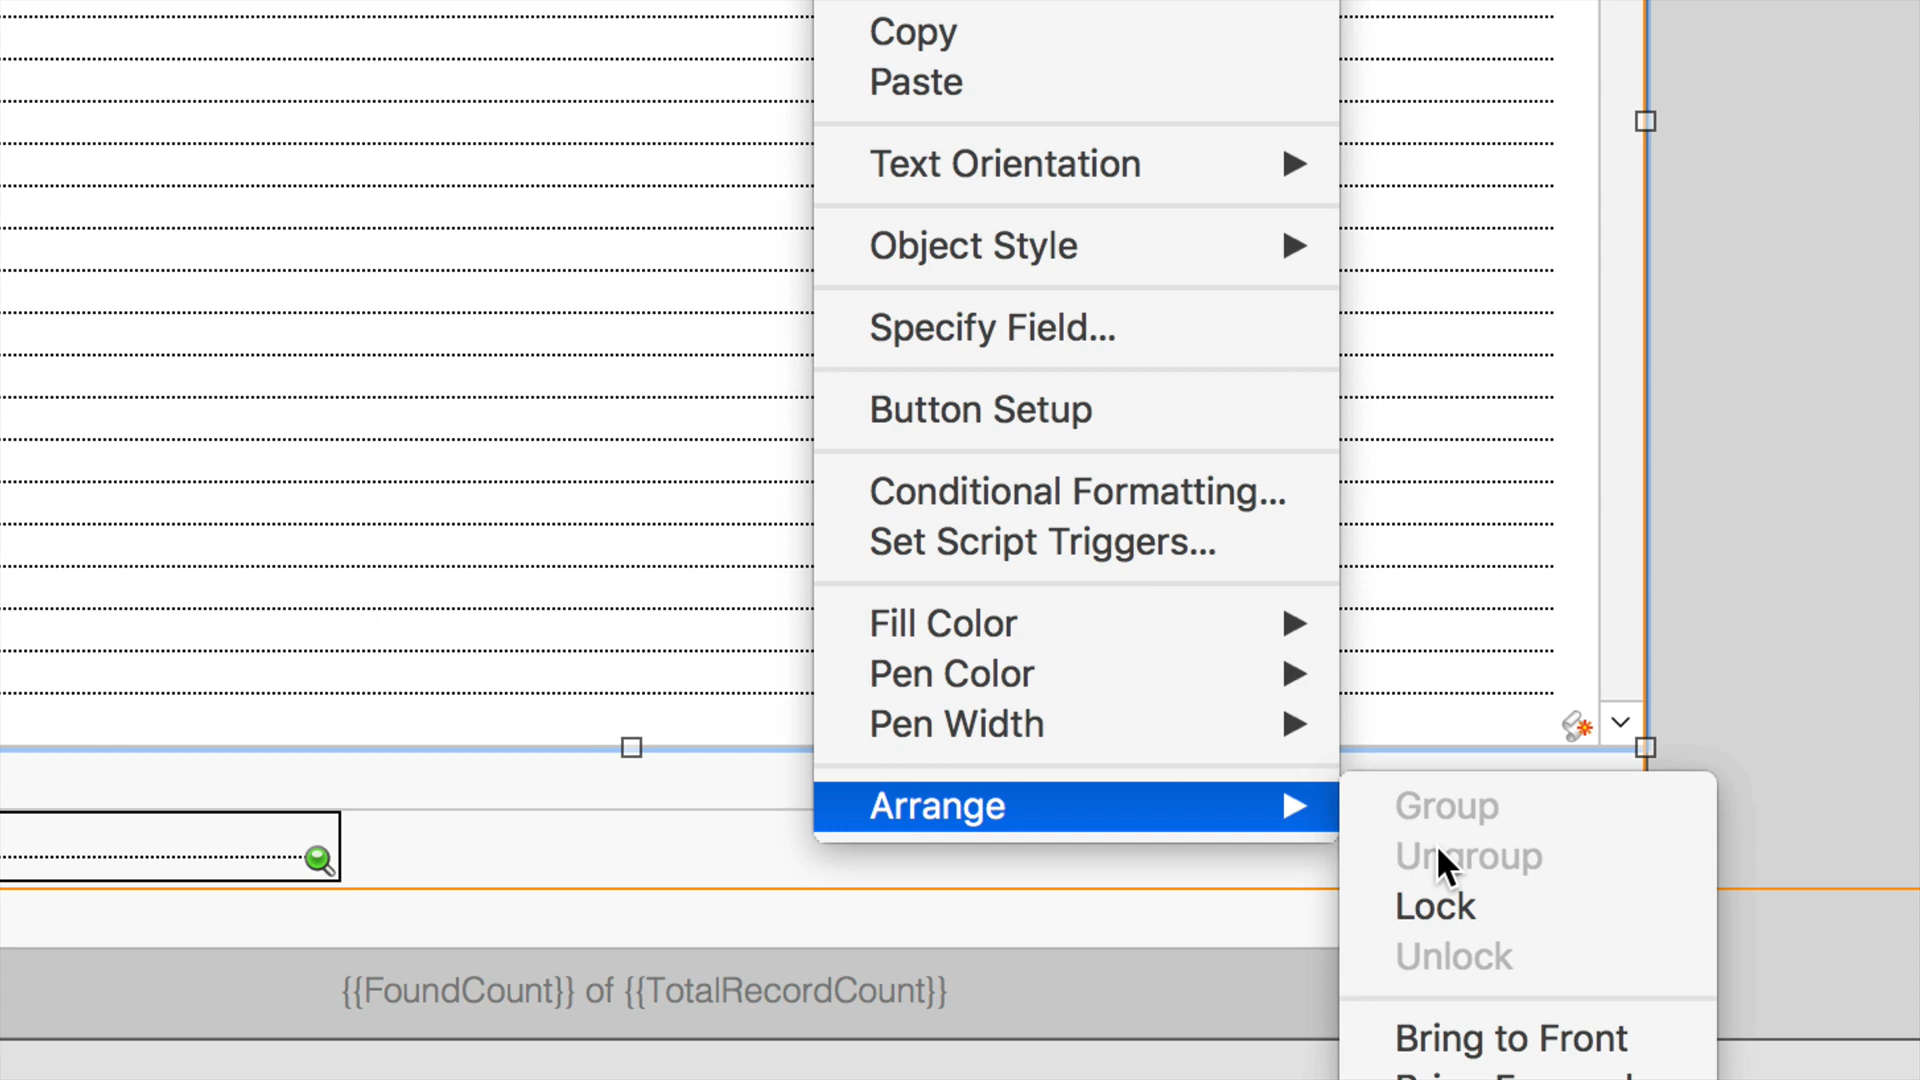 Copy
Paste
Text Orientation
Object Style
Specify Field...
Button Setup
Conditional Formatting...
Set Script Triggers...
Fill Color
Pen Color
Pen Width
Arrange
Group
Ungroup
Lock
Unlock
Bring to Front
{{FoundCount}} of {{TotalRecordCount}}